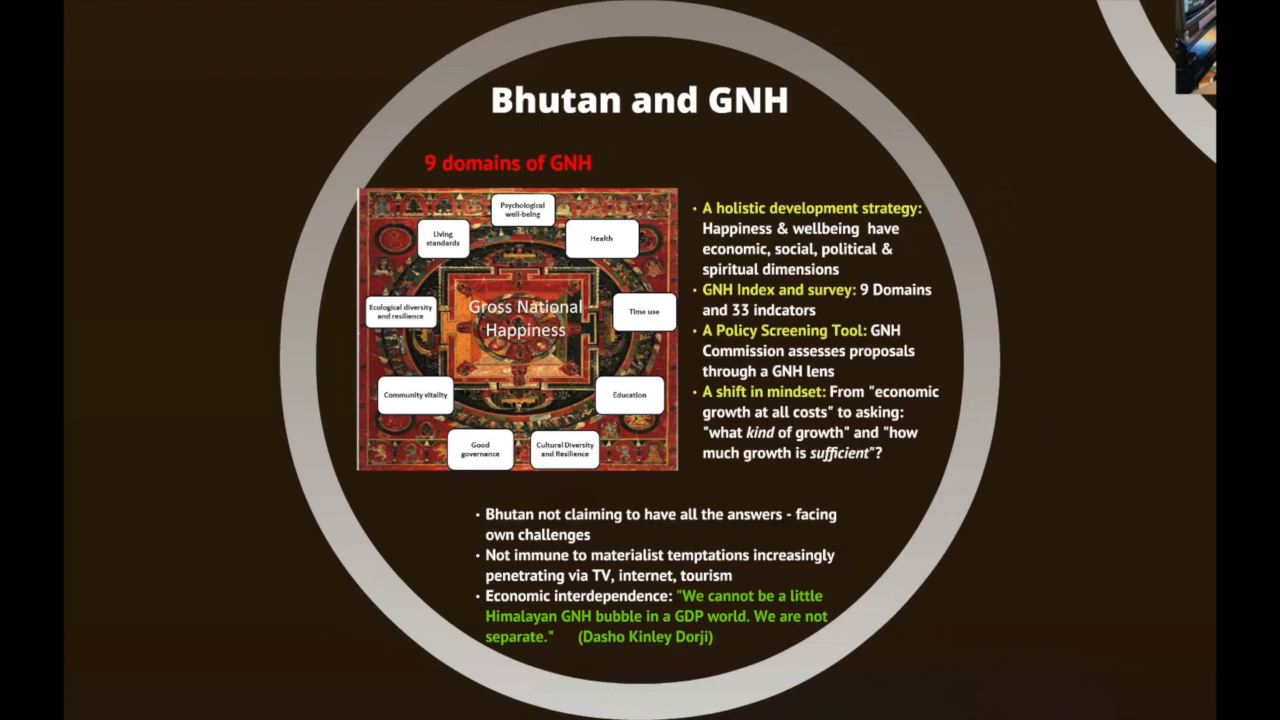 Bhutan and GNH
9 domains of GNH
Psychological
well-being
Living
standards
Health
Ecological diversity
and resilience
Gross National
Happiness
Time use
Community vitality
Education
Good
governance
Cultural Diversity
and Resilience
• A holistic development strategy:
Happiness & wellbeing have
economic, social, political &
spiritual dimensions
• GNH Index and survey: 9 Domains
and 33 indcators
• A Policy Screening Tool: GNH
Commission assesses proposals
through a GNH lens
• A shift in mindset: From "economic
growth at all costs" to asking:
"what kind of growth" and "how
much growth is sufficient"?
• Bhutan not claiming to have all the answers - facing
own challenges
• Not immune to materialist temptations increasingly
penetrating via TV, internet, tourism
• Economic interdependence: "We cannot be a little
Himalayan GNH bubble in a GDP world. We are not
separate." (Dasho Kinley Dorji)